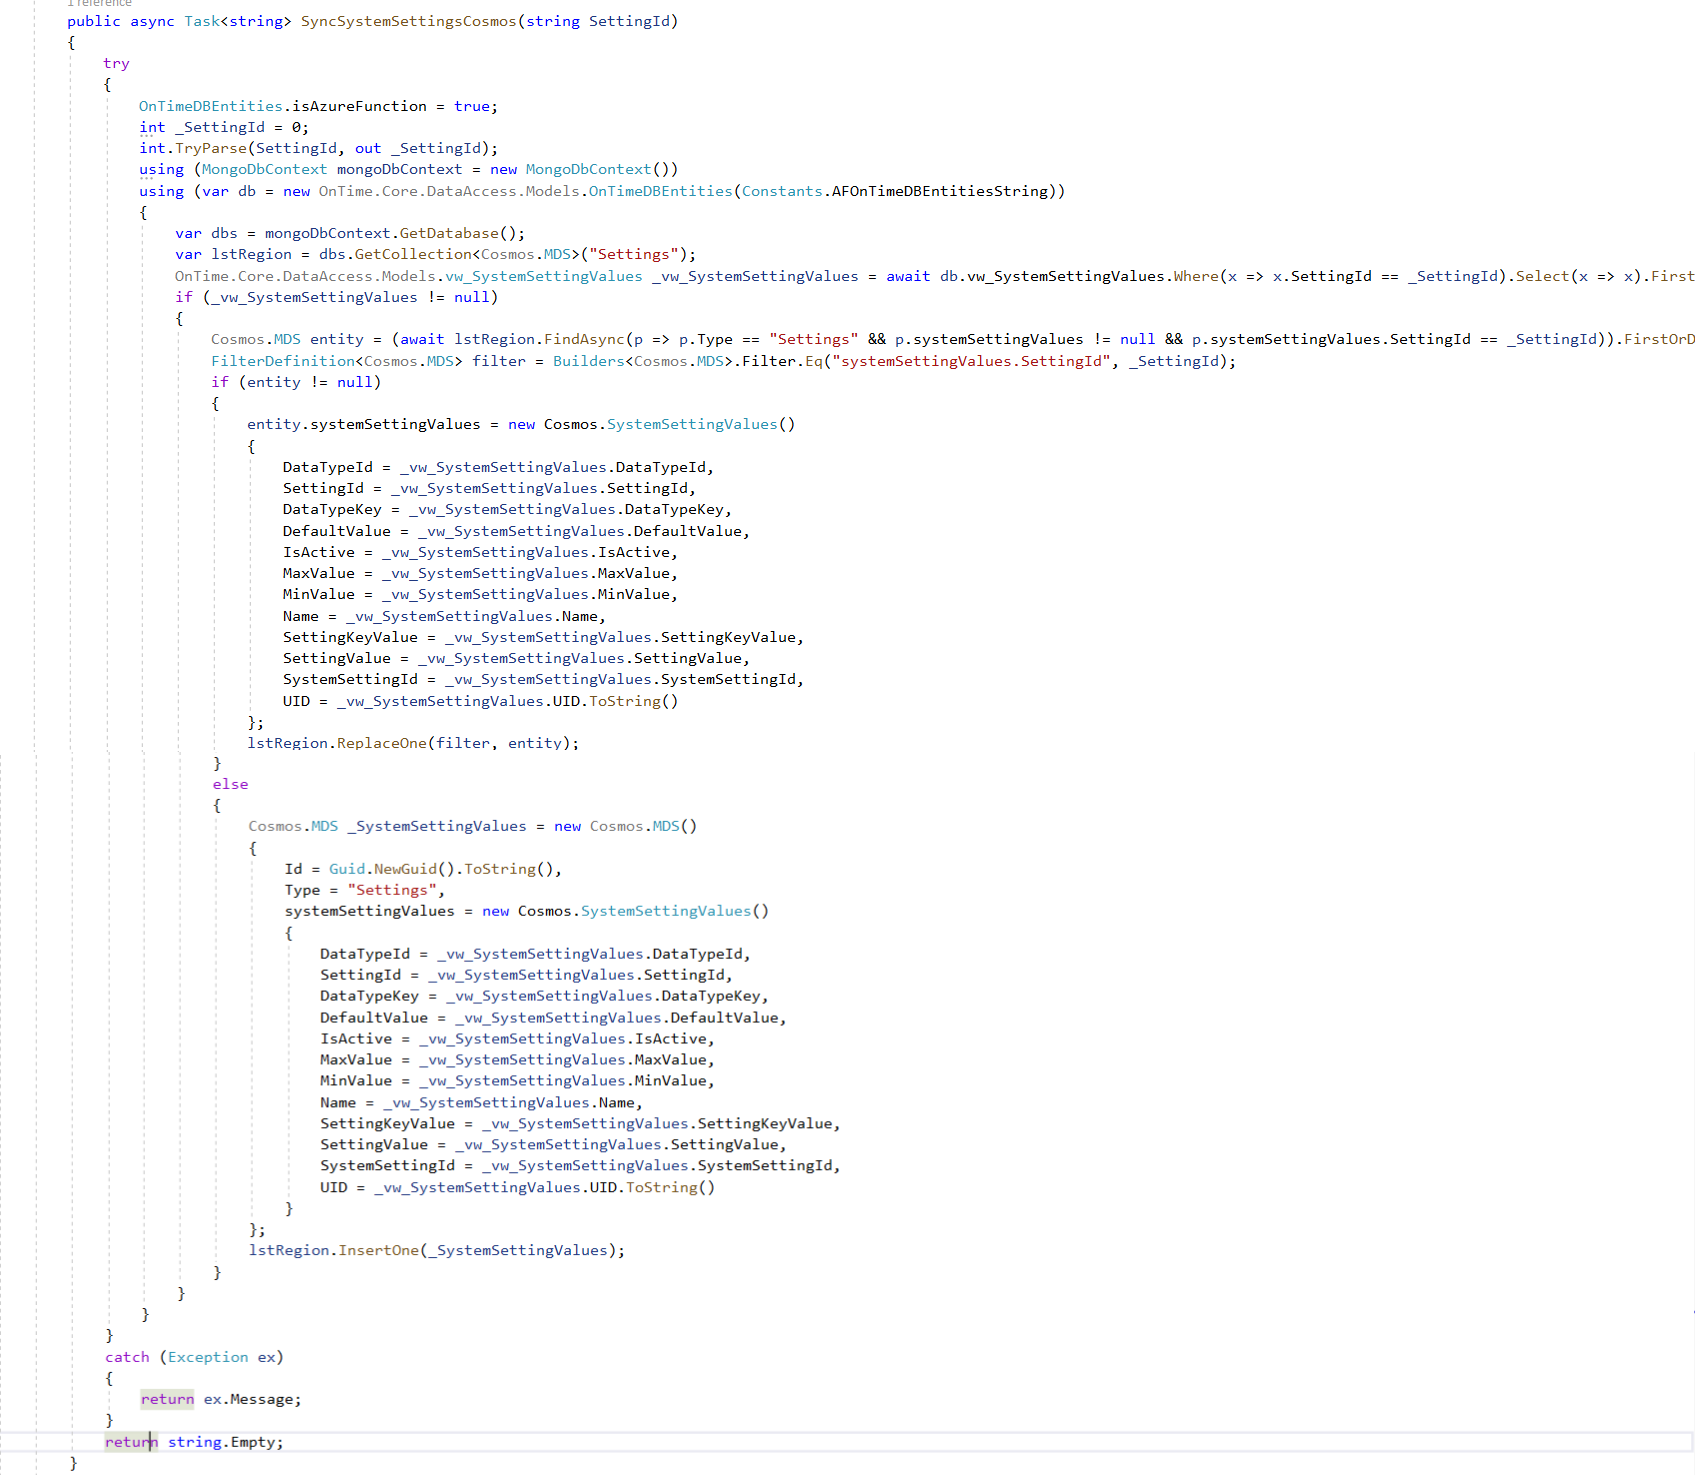 1 reference
public async Task<string> SyncSystemSettingsCosmos(string SettingId)
{
try
{
OnTimeDBEntities.isAzureFunction = true;
int _SettingId = 0;
int.TryParse(SettingId, out _SettingId);
using (MongoDbContext mongoDbContext = new MongoDbContext())
using (var db = new OnTime.Core.DataAccess.Models.OnTimeDBEntities(Constants.AFOnTimeDBEntitiesString))
{
var dbs = mongoDbContext.GetDatabase();
var lstRegion = dbs.GetCollection<Cosmos.MDS>("Settings");
OnTime.Core.DataAccess.Models.vw_SystemSettingValues _vw_SystemSettingValues = await db.vw_SystemSettingValues.Where(x => x.SettingId == _SettingId).Select(x => x).First
if (_vw_SystemSettingValues != null)
{
Cosmos.MDS entity = (await lstRegion.FindAsync(p => p.Type == "Settings" && p.systemSettingValues != null && p.systemSettingValues.SettingId == _SettingId)).FirstOrD
FilterDefinition<Cosmos.MDS> filter = Builders<Cosmos.MDS>.Filter.Eq("systemSettingValues.SettingId", _SettingId);
if (entity != null)
{
entity.systemSettingValues = new Cosmos.SystemSettingValues()
{
DataTypeId = _vw_SystemSettingValues.DataTypeId,
SettingId = _vw_SystemSettingValues.SettingId,
DataTypeKey = _vw_SystemSettingValues.DataTypeKey,
DefaultValue = _vw_SystemSettingValues.DefaultValue,
IsActive = _vw_SystemSettingValues.IsActive,
MaxValue = _vw_SystemSettingValues.MaxValue,
MinValue = _vw_SystemSettingValues.MinValue,
Name = _vw_SystemSettingValues.Name,
SettingKeyValue = _vw_SystemSettingValues.SettingKeyValue,
SettingValue = _vw_SystemSettingValues.SettingValue,
SystemSettingId = _vw_SystemSettingValues.SystemSettingId,
UID = _vw_SystemSettingValues.UID.ToString()
};
lstRegion.ReplaceOne(filter, entity);
}
else
{
Cosmos.MDS _SystemSettingValues = new Cosmos.MDS()
{
Id = Guid.NewGuid().ToString(),
Type = "Settings",
systemSettingValues = new Cosmos.SystemSettingValues()
{
DataTypeId = _vw_SystemSettingValues.DataTypeId,
SettingId = _vw_SystemSettingValues.SettingId,
DataTypeKey = _vw_SystemSettingValues.DataTypeKey,
DefaultValue = _vw_SystemSettingValues.DefaultValue,
IsActive = _vw_SystemSettingValues.IsActive,
MaxValue = _vw_SystemSettingValues.MaxValue,
MinValue = _vw_SystemSettingValues.MinValue,
Name = _vw_SystemSettingValues.Name,
SettingKeyValue = _vw_SystemSettingValues.SettingKeyValue,
SettingValue = _vw_SystemSettingValues.SettingValue,
SystemSettingId = _vw_SystemSettingValues.SystemSettingId,
UID = _vw_SystemSettingValues.UID.ToString()
}
};
lstRegion.InsertOne(_SystemSettingValues);
}
}
}
}
catch (Exception ex)
{
return ex.Message;
}
return string.Empty;
}